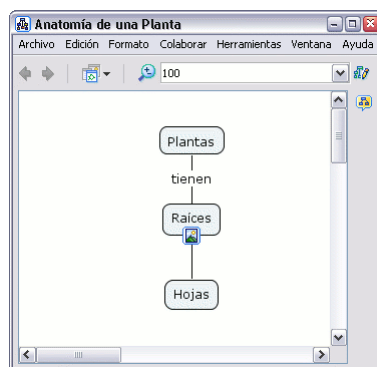 Anatomía de una Planta
Archivo Edición Formato Colaborar Herramientas Ventana Ayuda
100
Plantas
tienen
Raíces
Hojas